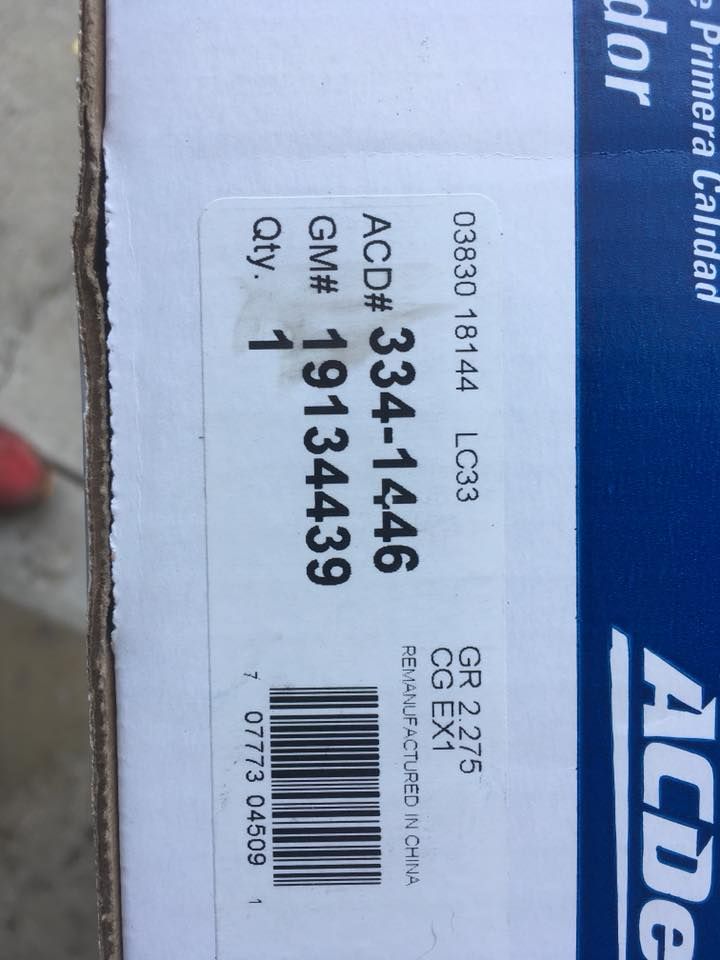 e Primera Calidad
dor
ACDe
03830 18144 LC33
ACD# 334-1446
GM# 19134439
Qty. 1
GR 2.275
CG EX1
REMANUFACTURED IN CHINA
7 07773 04509 1